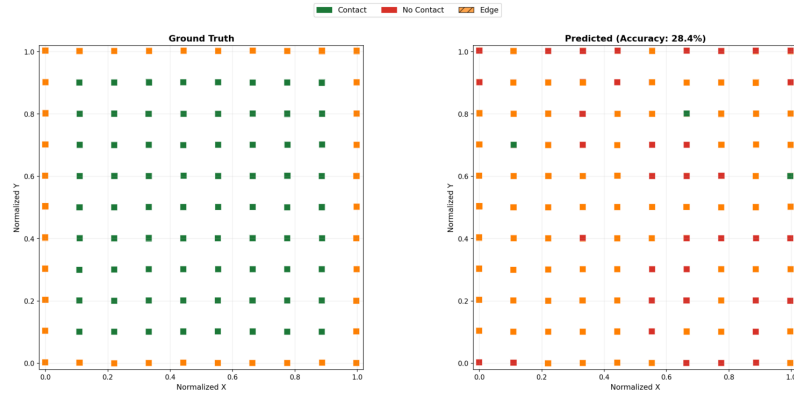 Contact No Contact Edge
Ground Truth
1.0
0.8
0.6
0.4
0.2
0.0
Normalized Y
0.0 0.2 0.4 0.6 0.8 1.0
Normalized X
Predicted (Accuracy: 28.4%)
1.0
0.8
0.6
0.4
0.2
0.0
Normalized Y
0.0 0.2 0.4 0.6 0.8 1.0
Normalized X